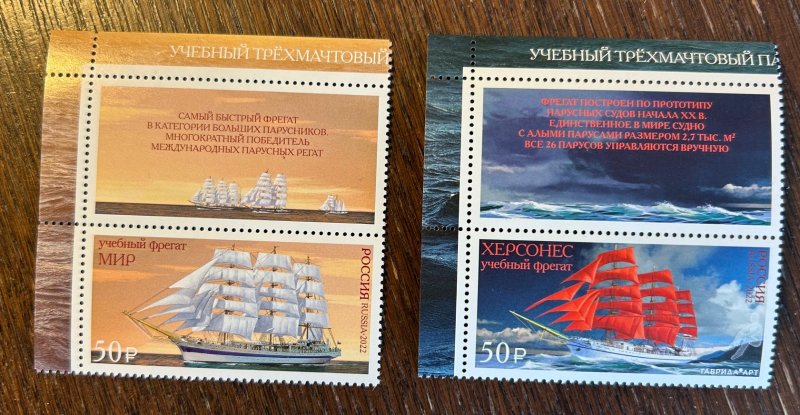 УЧЕБНЫЙ ТРЁХМАЧТОВЫЙ
САМЫЙ БЫСТРЫЙ ФРЕГАТ
В КАТЕГОРИИ БОЛЬШИХ ПАРУСНИКОВ.
МНОГОКРАТНЫЙ ПОБЕДИТЕЛЬ
МЕЖДУНАРОДНЫХ ПАРУСНЫХ РЕГАТ
учебный фрегат
МИР
РОССИЯ
RUSSIA•2022
50₽
УЧЕБНЫЙ ТРЁХМАЧТОВЫЙ ПА
ФРЕГАТ ПОСТРОЕН ПО ПРОТОТИПУ
ПАРУСНЫХ СУДОВ НАЧАЛА XX В.
ЕДИНСТВЕННОЕ В МИРЕ СУДНО
С АЛЫМИ ПАРУСАМИ РАЗМЕРОМ 2,7 ТЫС. М²
ВСЕ 26 ПАРУСОВ УПРАВЛЯЮТСЯ ВРУЧНУЮ
ХЕРСОНЕС
учебный фрегат
РОССИЯ
RUSSIA•2022
50₽
ТАВРИДА•АРТ